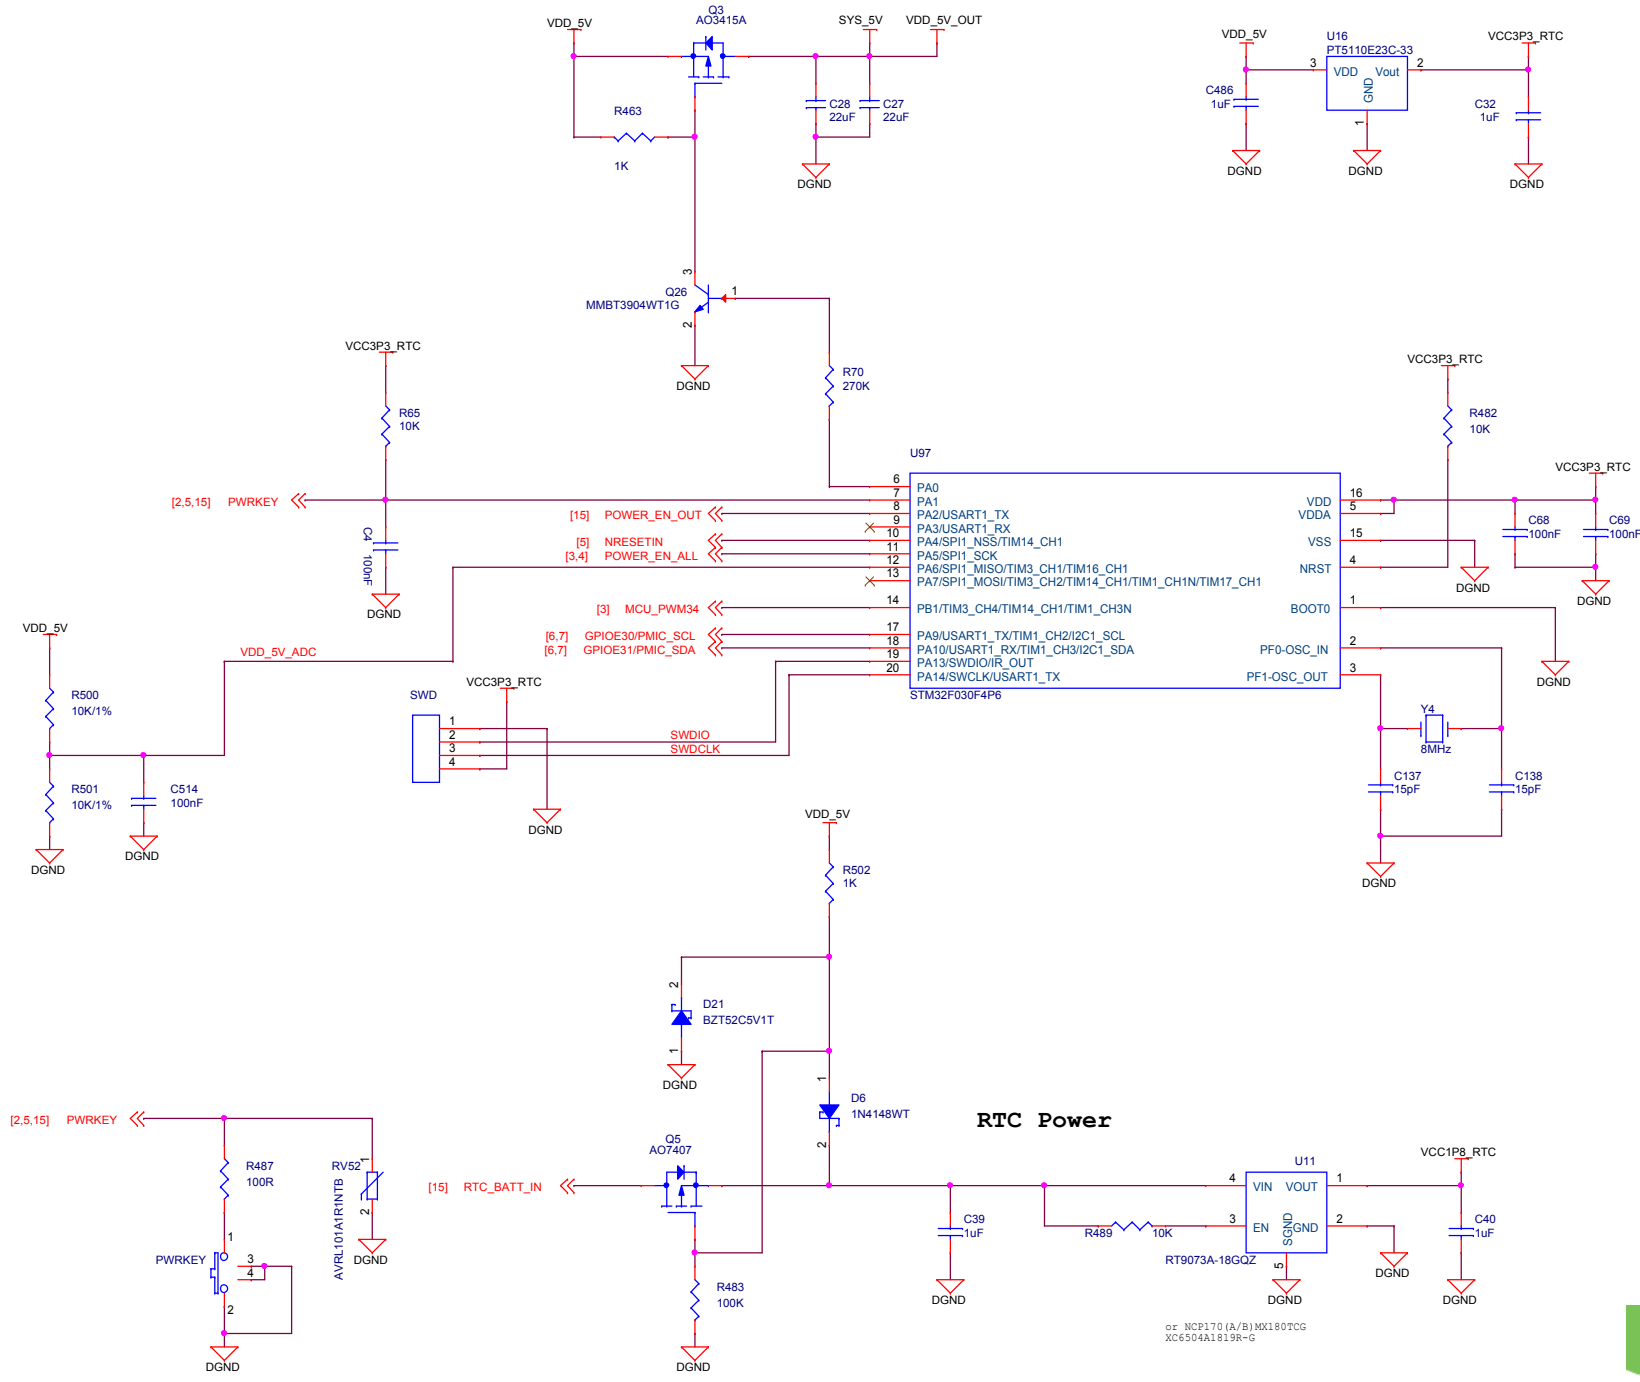 Q3
AO3415A
VDD_5V
SYS_5V
VDD_5V_OUT
R463
1K
C28
22uF
C27
22uF
DGND
VDD_5V
U16
PT5110E23C-33
VCC3P3_RTC
3
VDD
Vout
2
GND
1
C486
1uF
C32
1uF
DGND
DGND
DGND
3
Q26
MMBT3904WT1G
1
2
DGND
R70
270K
VCC3P3_RTC
R65
10K
[2,5,15] PWRKEY
C4 100nF
DGND
VCC3P3_RTC
R482
10K
VCC3P3_RTC
U97
6 PA0
7 PA1
[15] POWER_EN_OUT 8 PA2/USART1_TX
9 PA3/USART1_RX
[5] NRESETIN 10 PA4/SPI1_NSS/TIM14_CH1
[3,4] POWER_EN_ALL 11 PA5/SPI1_SCK
12 PA6/SPI1_MISO/TIM3_CH1/TIM16_CH1
13 PA7/SPI1_MOSI/TIM3_CH2/TIM14_CH1/TIM1_CH1N/TIM17_CH1
[3] MCU_PWM34 14 PB1/TIM3_CH4/TIM14_CH1/TIM1_CH3N
[6,7] GPIOE30/PMIC_SCL 17 PA9/USART1_TX/TIM1_CH2/I2C1_SCL
[6,7] GPIOE31/PMIC_SDA 18 PA10/USART1_RX/TIM1_CH3/I2C1_SDA
19 PA13/SWDIO/IR_OUT
20 PA14/SWCLK/USART1_TX
STM32F030F4P6
VDD 16
VDDA 5
VSS 15
NRST 4
BOOT0 1
PF0-OSC_IN 2
PF1-OSC_OUT 3
C68
100nF
C69
100nF
DGND
DGND
DGND
Y4
8MHz
C137
15pF
C138
15pF
DGND
VDD_5V
VDD_5V_ADC
R500
10K/1%
R501
10K/1%
C514
100nF
DGND
DGND
VCC3P3_RTC
SWD
1
2
3
4
SWDIO
SWDCLK
DGND
VDD_5V
R502
1K
2
D21
BZT52C5V1T
1
DGND
1
D6
1N4148WT
2
RTC Power
[2,5,15] PWRKEY
R487
100R
RV52
1
2
AVRL101A1R1NTB
DGND
PWRKEY
1
3
4
2
DGND
Q5
AO7407
[15] RTC_BATT_IN
R483
100K
DGND
C39
1uF
DGND
R489
10K
U11
4 VIN
VOUT 1
3 EN
GND 2
SGND
5
RT9073A-18GQZ
DGND
DGND
VCC1P8_RTC
C40
1uF
DGND
or NCP170(A/B)MX180TCG
XC6504A1819R-G